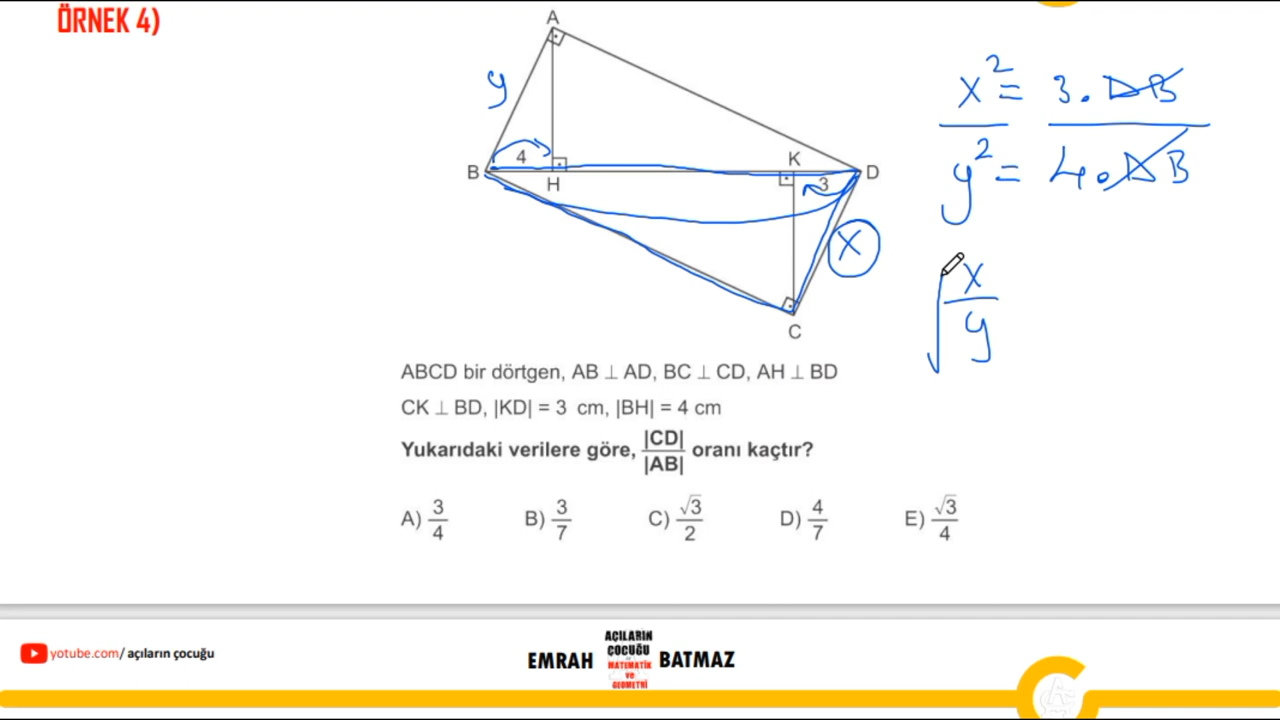 ÖRNEK 4)
A
y
4
B
H
K
D
3
x
C
x² = 3. DB
y² = 4. DB
x
y
ABCD bir dörtgen, AB ⊥ AD, BC ⊥ CD, AH ⊥ BD
CK ⊥ BD, |KD| = 3 cm, |BH| = 4 cm
Yukarıdaki verilere göre, |CD|/|AB| oranı kaçtır?
A) 3/4 B) 3/7 C) √3/2 D) 4/7 E) √3/4
yotube.com/ açıların çocuğu
EMRAH AÇILARIN ÇOCUĞU MATEMATİK ve GEOMETRİ BATMAZ